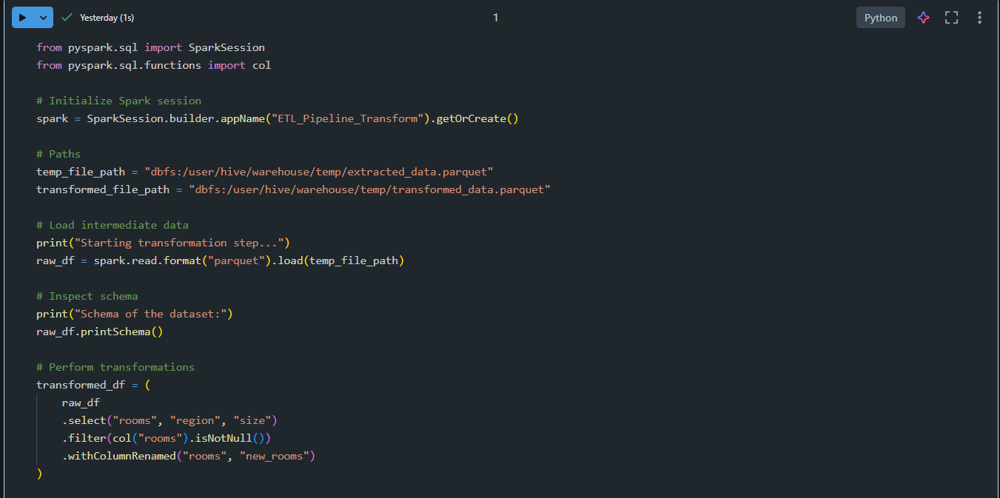 Yesterday (1s)
1
Python
from pyspark.sql import SparkSession
from pyspark.sql.functions import col
# Initialize Spark session
spark = SparkSession.builder.appName("ETL_Pipeline_Transform").getOrCreate()
# Paths
temp_file_path = "dbfs:/user/hive/warehouse/temp/extracted_data.parquet"
transformed_file_path = "dbfs:/user/hive/warehouse/temp/transformed_data.parquet"
# Load intermediate data
print("Starting transformation step...")
raw_df = spark.read.format("parquet").load(temp_file_path)
# Inspect schema
print("Schema of the dataset:")
raw_df.printSchema()
# Perform transformations
transformed_df = (
    raw_df
    .select("rooms", "region", "size")
    .filter(col("rooms").isNotNull())
    .withColumnRenamed("rooms", "new_rooms")
)